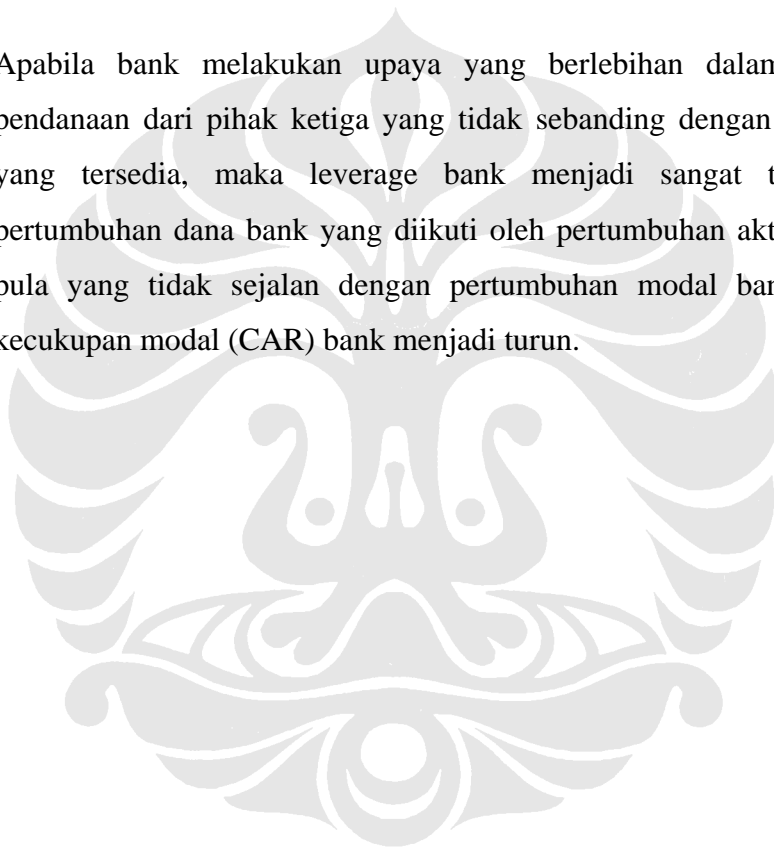 Apabila bank melakukan upaya yang berlebihan dalam
pendanaan dari pihak ketiga yang tidak sebanding dengan
yang tersedia, maka leverage bank menjadi sangat t
pertumbuhan dana bank yang diikuti oleh pertumbuhan akt
pula yang tidak sejalan dengan pertumbuhan modal ban
kecukupan modal (CAR) bank menjadi turun.